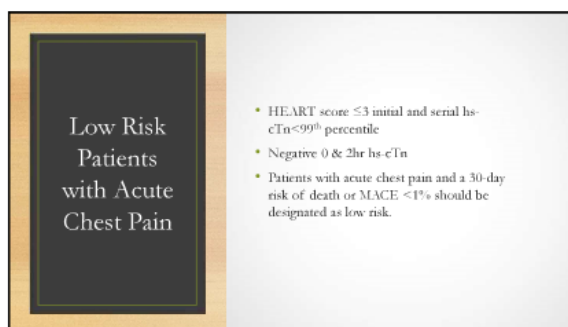 Low Risk
Patients
with Acute
Chest Pain
• HEART score ≤3 initial and serial hs-
cTn<99th percentile
• Negative 0 & 2hr hs-cTn
• Patients with acute chest pain and a 30-day
risk of death or MACE <1% should be
designated as low risk.